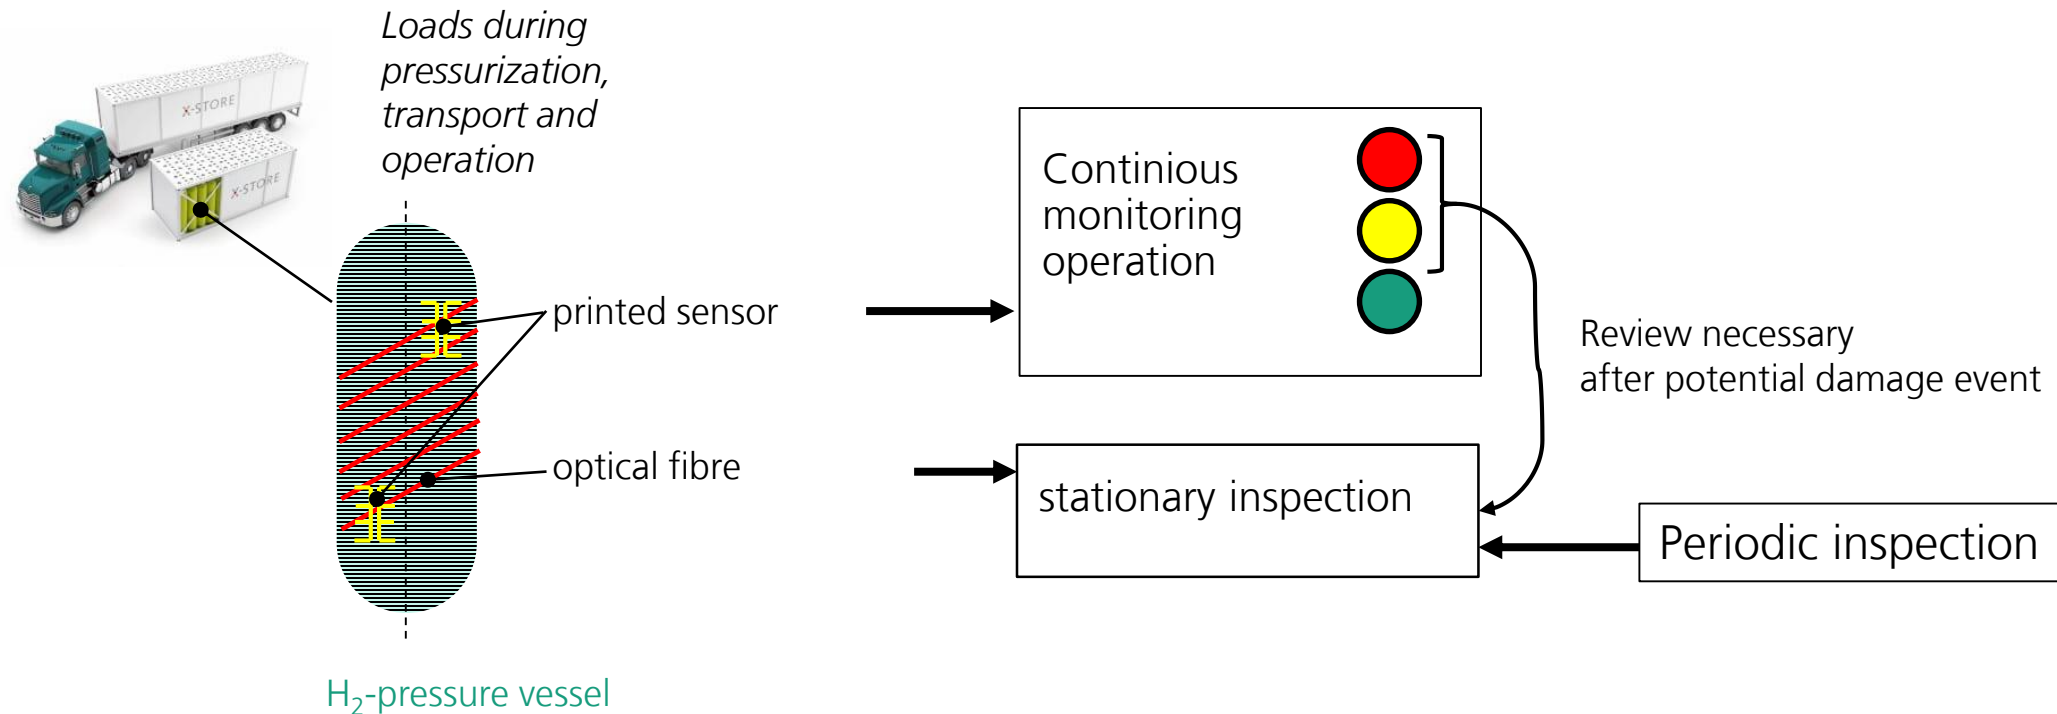 Loads during
pressurization,
transport and
operation
X-STORE
X-STORE
Continious
monitoring
operation
printed sensor
Review necessary
after potential damage event
optical fibre
stationary inspection
Periodic inspection
H₂-pressure vessel